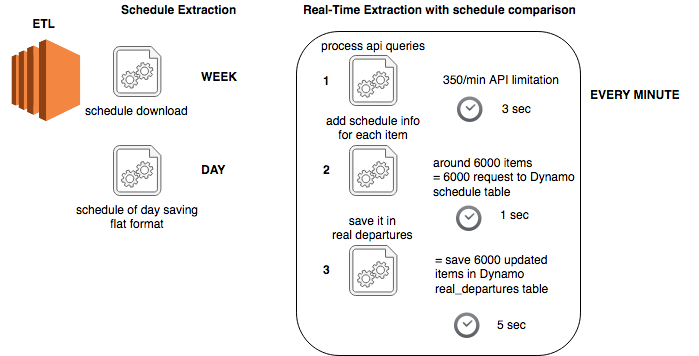 Schedule Extraction
Real-Time Extraction with schedule comparison
ETL
WEEK
schedule download
DAY
schedule of day saving
flat format
process api queries
1
350/min API limitation
3 sec
EVERY MINUTE
add schedule info
for each item
2
around 6000 items
= 6000 request to Dynamo
schedule table
1 sec
save it in
real departures
3
= save 6000 updated
items in Dynamo
real_departures table
5 sec